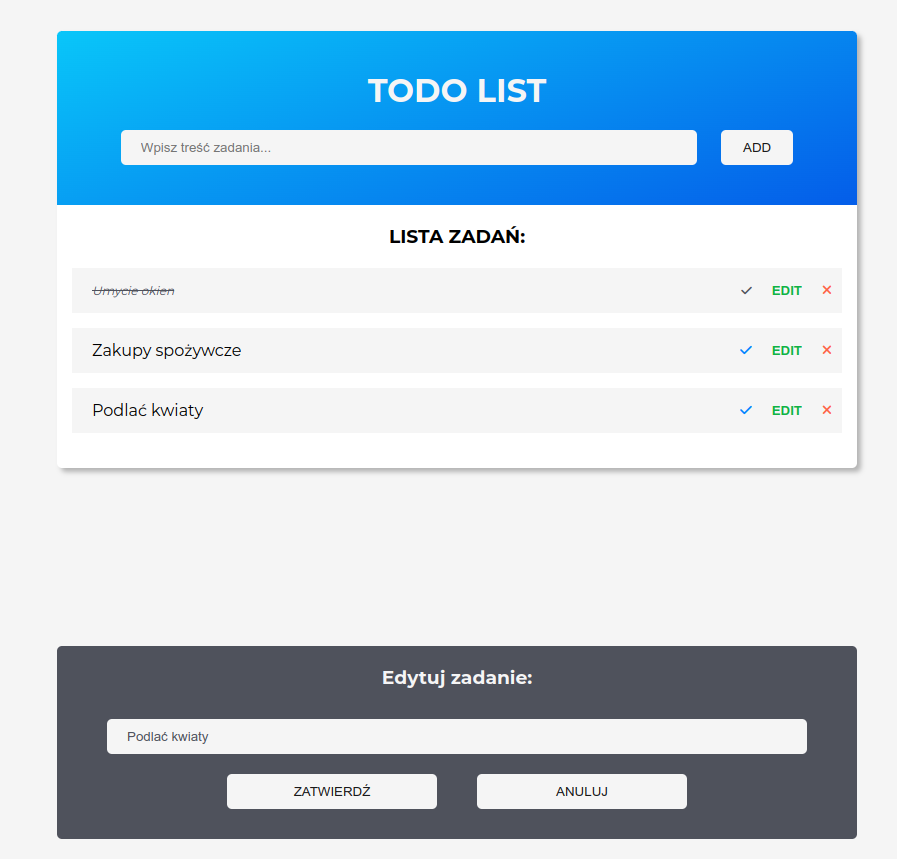 TODO LIST
Wpisz treść zadania... ADD
LISTA ZADAŃ:
Umycie okien EDIT
Zakupy spożywcze EDIT
Podlać kwiaty EDIT
Edytuj zadanie:
Podlać kwiaty
ZATWIERDŹ ANULUJ